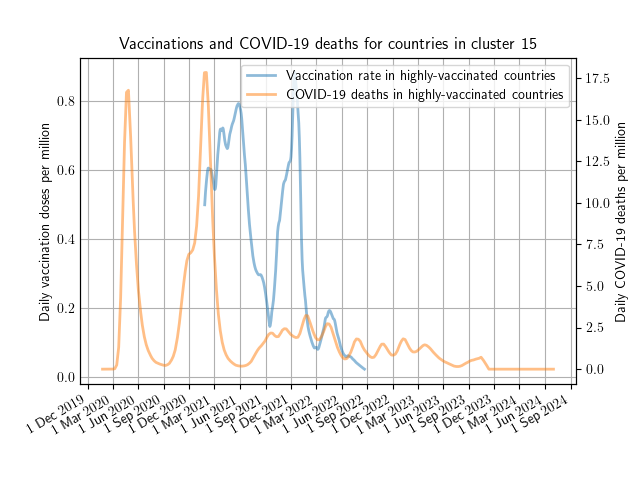 Vaccinations and COVID-19 deaths for countries in cluster 15
Vaccination rate in highly-vaccinated countries
COVID-19 deaths in highly-vaccinated countries
Daily vaccination doses per million
0.8
0.6
0.4
0.2
0.0
17.5
15.0
12.5
10.0
7.5
5.0
2.5
0.0
Daily COVID-19 deaths per million
1 Dec 2019
1 Mar 2020
1 Jun 2020
1 Sep 2020
1 Dec 2020
1 Mar 2021
1 Jun 2021
1 Sep 2021
1 Dec 2021
1 Mar 2022
1 Jun 2022
1 Sep 2022
1 Dec 2022
1 Mar 2023
1 Jun 2023
1 Sep 2023
1 Dec 2023
1 Mar 2024
1 Jun 2024
1 Sep 2024